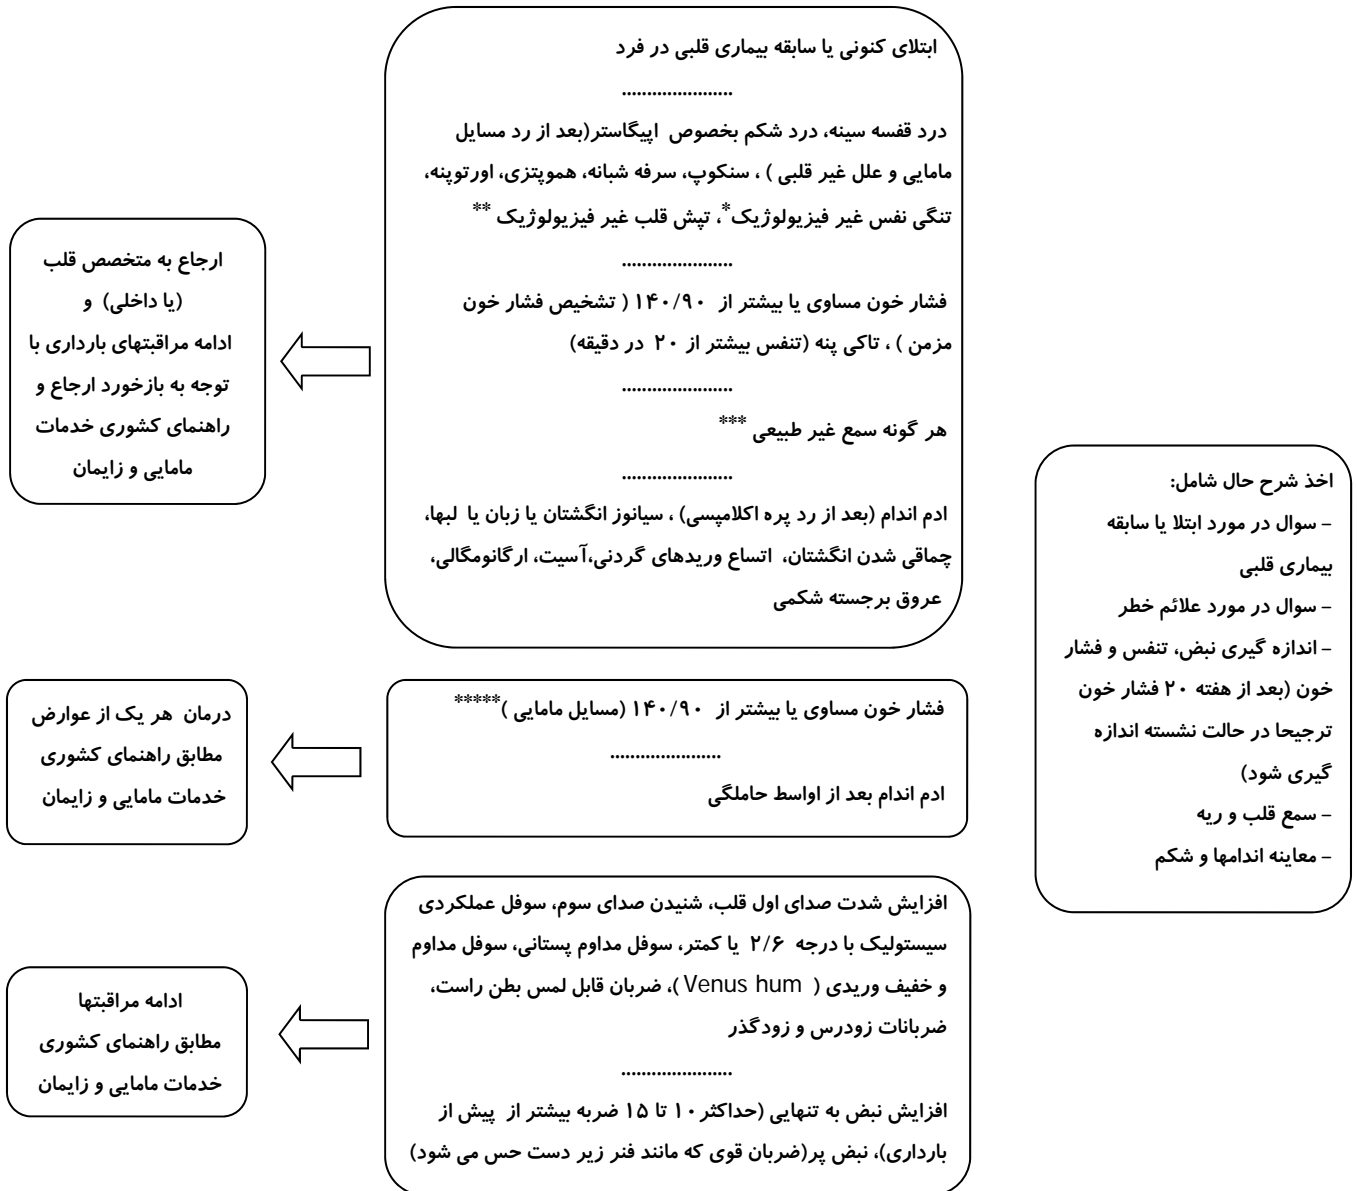 اخذ شرح حال شامل:
– سوال در مورد ابتلا یا سابقه
بیماری قلبی
– سوال در مورد علائم خطر
– اندازه گیری نبض، تنفس و فشار
خون (بعد از هفته ۲۰ فشار خون
ترجیحا در حالت نشسته اندازه
گیری شود)
– سمع قلب و ریه
– معاینه اندامها و شکم
ابتلای کنونی یا سابقه بیماری قلبی در فرد
......................
درد قفسه سینه، درد شکم بخصوص اپیگاستر(بعد از رد مسایل
مامایی و علل غیر قلبی ) ، سنکوپ، سرفه شبانه، هموپتزی، اورتوپنه،
تنگی نفس غیر فیزیولوژیک*، تپش قلب غیر فیزیولوژیک **
......................
فشار خون مساوی یا بیشتر از ۱۴۰/۹۰ ( تشخیص فشار خون
مزمن ) ، تاکی پنه (تنفس بیشتر از ۲۰ در دقیقه)
......................
هر گونه سمع غیر طبیعی ***
......................
ادم اندام (بعد از رد پره اکلامپسی) ، سیانوز انگشتان یا زبان یا لبها،
چماقی شدن انگشتان، اتساع وریدهای گردنی،آسیت، ارگانومگالی،
عروق برجسته شکمی
ارجاع به متخصص قلب
(یا داخلی) و
ادامه مراقبتهای بارداری با
توجه به بازخورد ارجاع و
راهنمای کشوری خدمات
مامایی و زایمان
فشار خون مساوی یا بیشتر از ۱۴۰/۹۰ (مسایل مامایی )*****
......................
ادم اندام بعد از اواسط حاملگی
درمان هر یک از عوارض
مطابق راهنمای کشوری
خدمات مامایی و زایمان
افزایش شدت صدای اول قلب، شنیدن صدای سوم، سوفل عملکردی
سیستولیک با درجه ۲/۶ یا کمتر، سوفل مداوم پستانی، سوفل مداوم
و خفیف وریدی ( Venus hum )، ضربان قابل لمس بطن راست،
ضربانات زودرس و زودگذر
......................
افزایش نبض به تنهایی (حداکثر۱۰ تا ۱۵ ضربه بیشتر از پیش از
بارداری)، نبض پر(ضربان قوی که مانند فنر زیر دست حس می شود)
ادامه مراقبتها
مطابق راهنمای کشوری
خدمات مامایی و زایمان